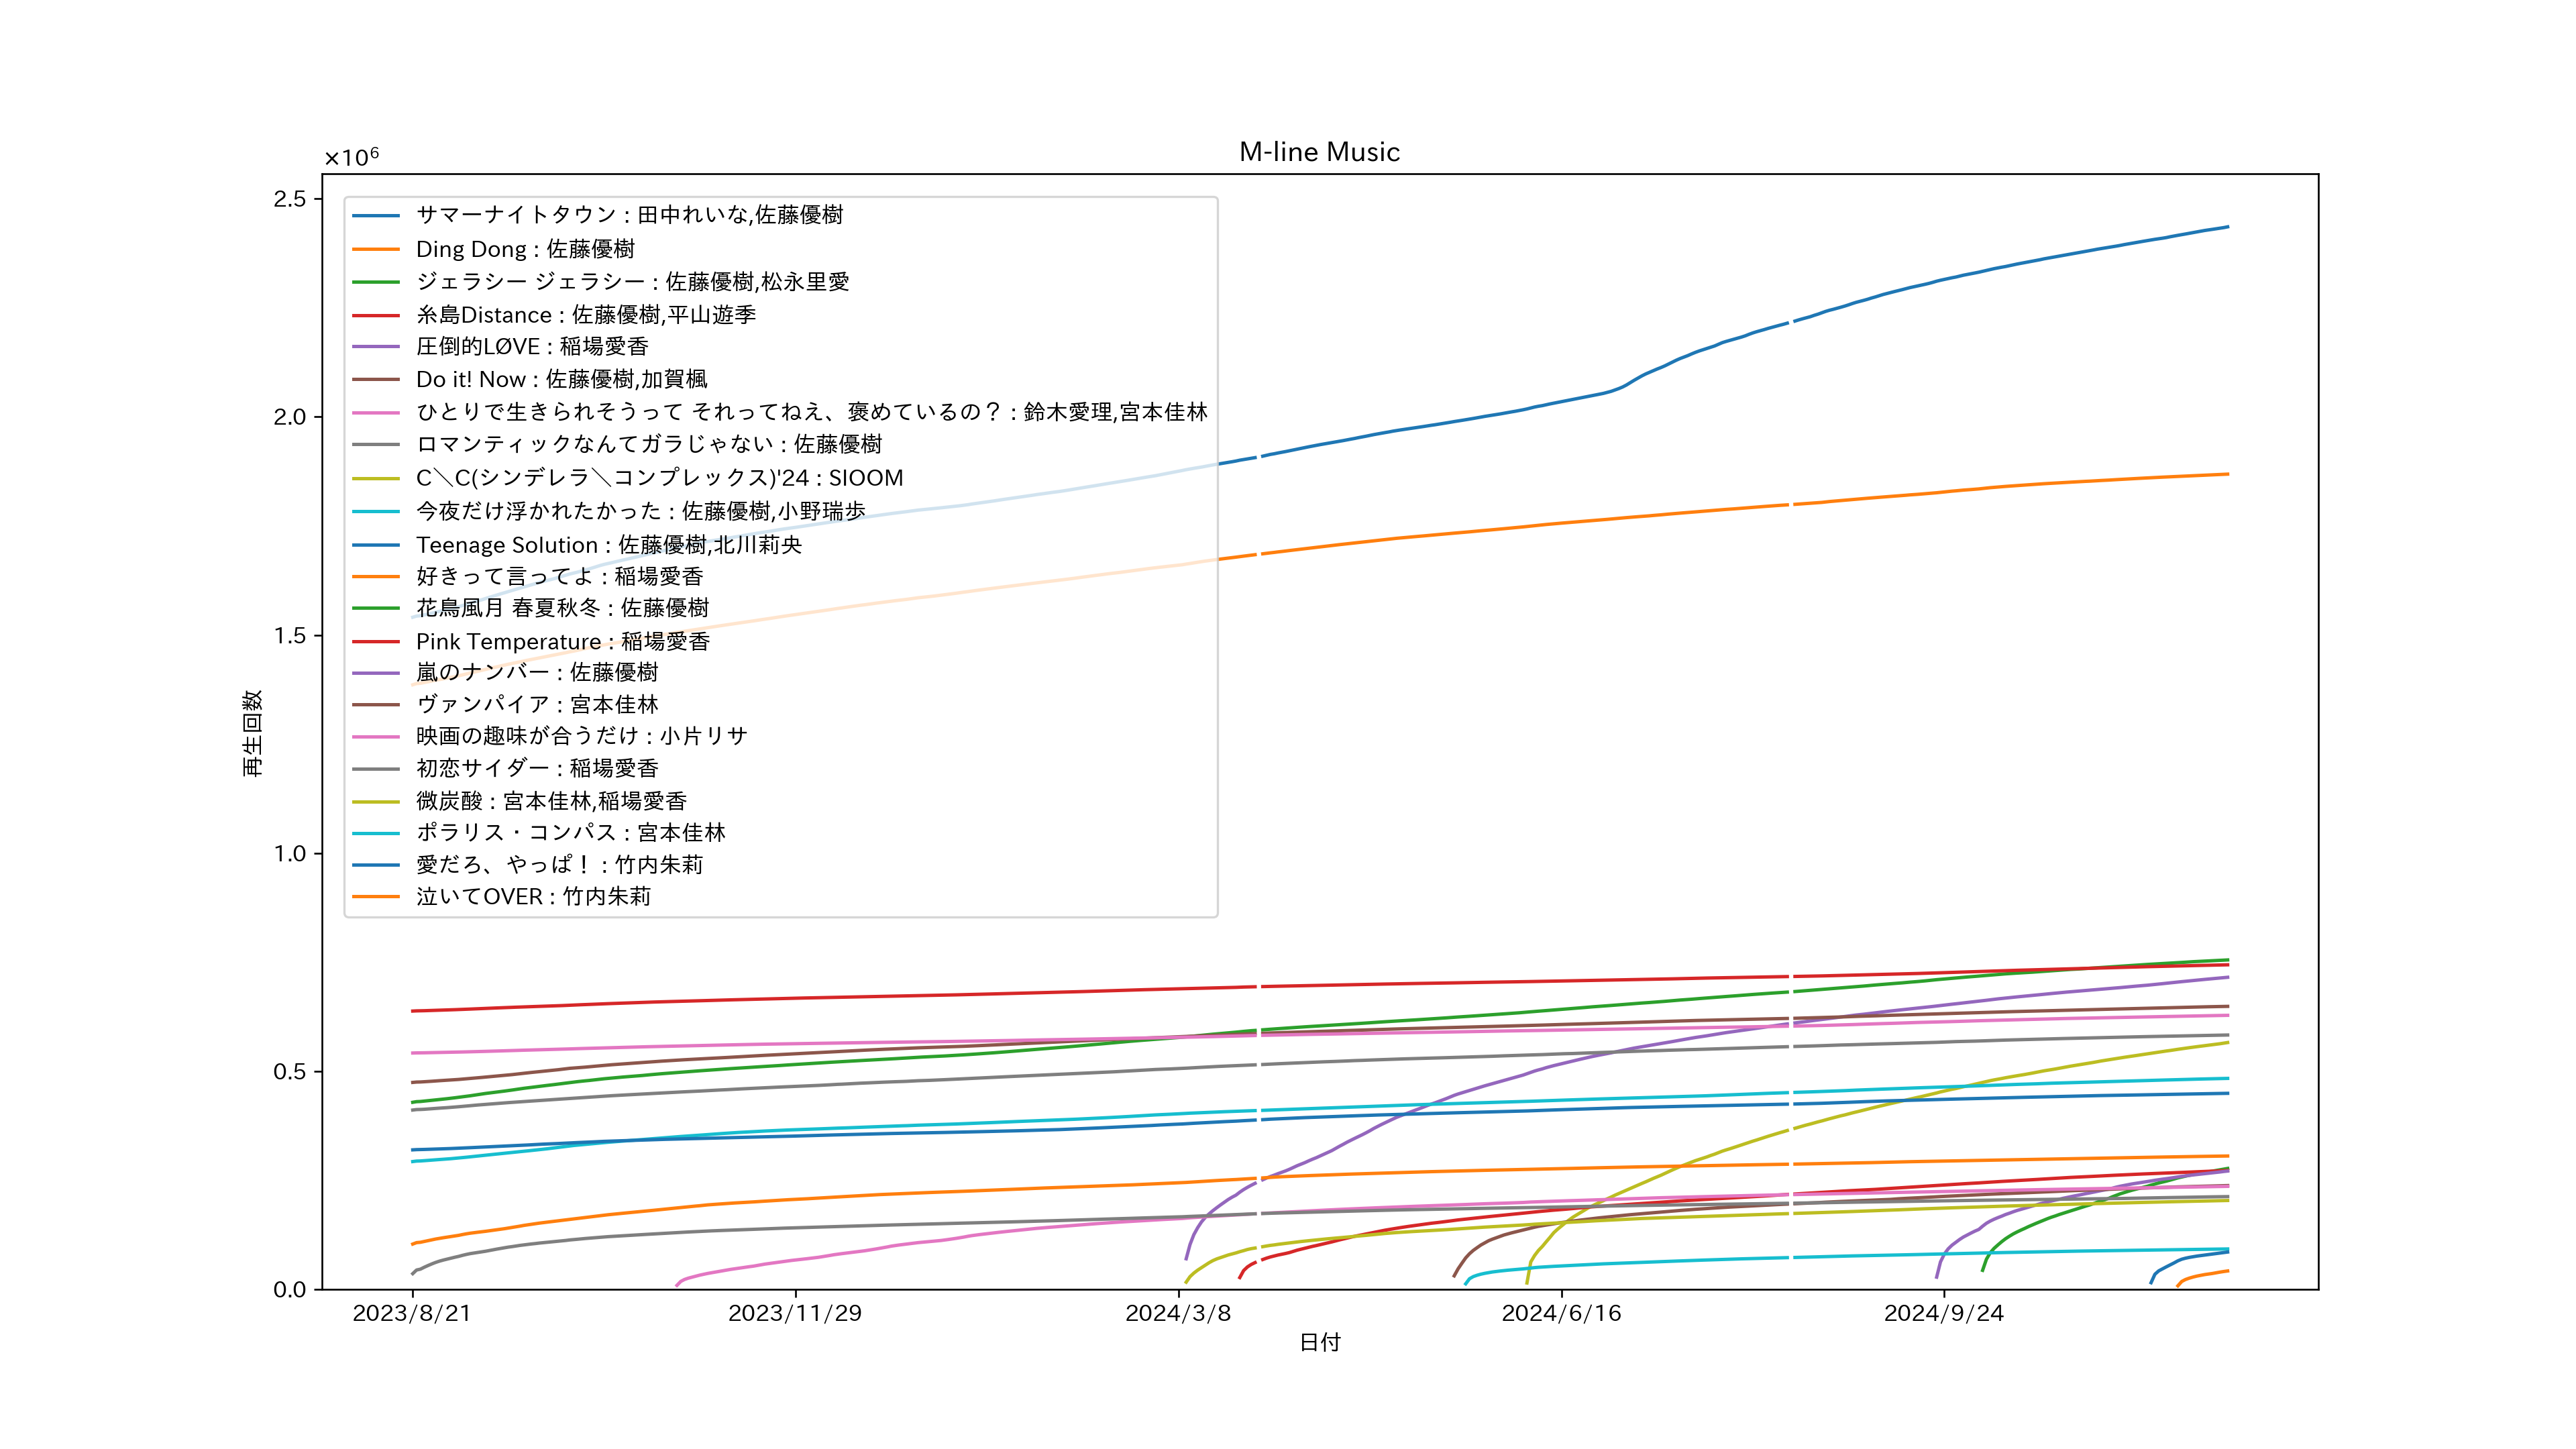 M-line Music
×10⁶
2.5
2.0
1.5
1.0
0.5
0.0
再生回数
サマーナイトタウン : 田中れいな,佐藤優樹
Ding Dong : 佐藤優樹
ジェラシー ジェラシー : 佐藤優樹,松永里愛
糸島Distance : 佐藤優樹,平山遊季
圧倒的LØVE : 稲場愛香
Do it! Now : 佐藤優樹,加賀楓
ひとりで生きられそうって それってねえ、褒めているの？ : 鈴木愛理,宮本佳林
ロマンティックなんてガラじゃない : 佐藤優樹
C＼C(シンデレラ＼コンプレックス)'24 : SIOOM
今夜だけ浮かれたかった : 佐藤優樹,小野瑞歩
Teenage Solution : 佐藤優樹,北川莉央
好きって言ってよ : 稲場愛香
花鳥風月 春夏秋冬 : 佐藤優樹
Pink Temperature : 稲場愛香
嵐のナンバー : 佐藤優樹
ヴァンパイア : 宮本佳林
映画の趣味が合うだけ : 小片リサ
初恋サイダー : 稲場愛香
微炭酸 : 宮本佳林,稲場愛香
ポラリス・コンパス : 宮本佳林
愛だろ、やっぱ！ : 竹内朱莉
泣いてOVER : 竹内朱莉
2023/8/21
2023/11/29
2024/3/8
2024/6/16
2024/9/24
日付